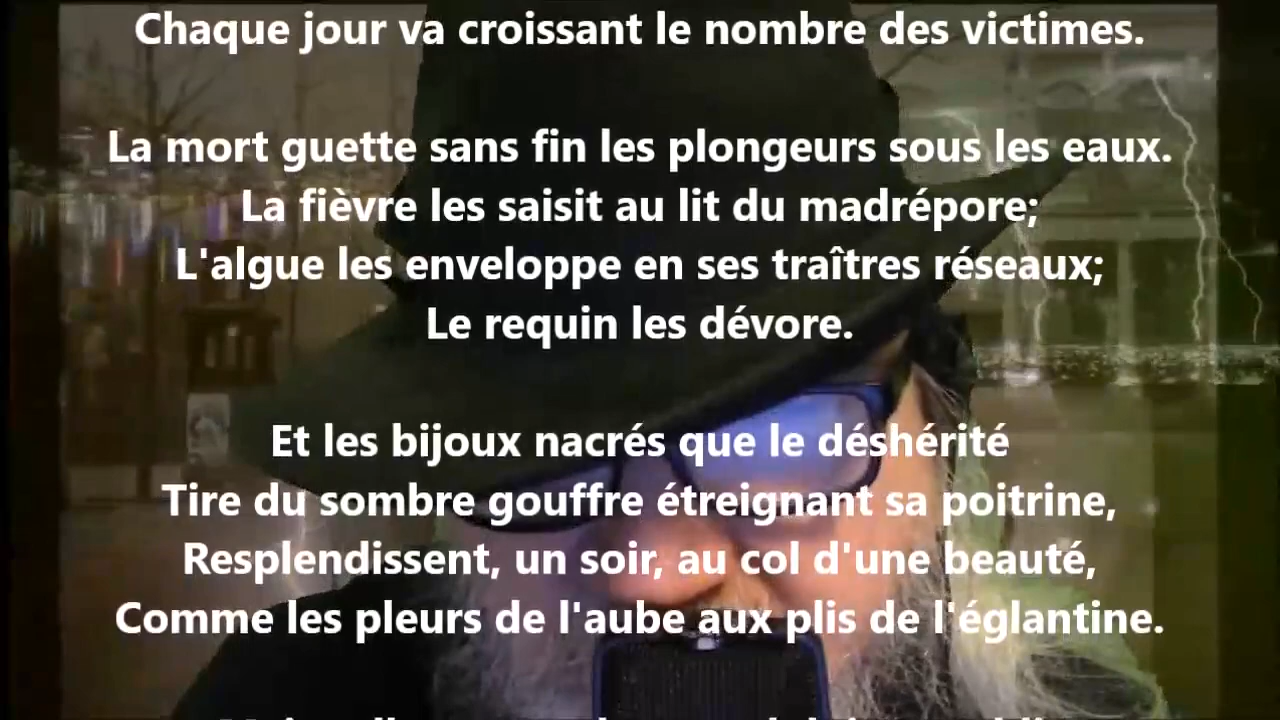 Chaque jour va croissant le nombre des victimes.
La mort guette sans fin les plongeurs sous les eaux.
La fièvre les saisit au lit du madrépore;
L'algue les enveloppe en ses traîtres réseaux;
Le requin les dévore.
Et les bijoux nacrés que le déshérité
Tire du sombre gouffre étreignant sa poitrine,
Resplendissent, un soir, au col d'une beauté,
Comme les pleurs de l'aube aux plis de l'églantine.